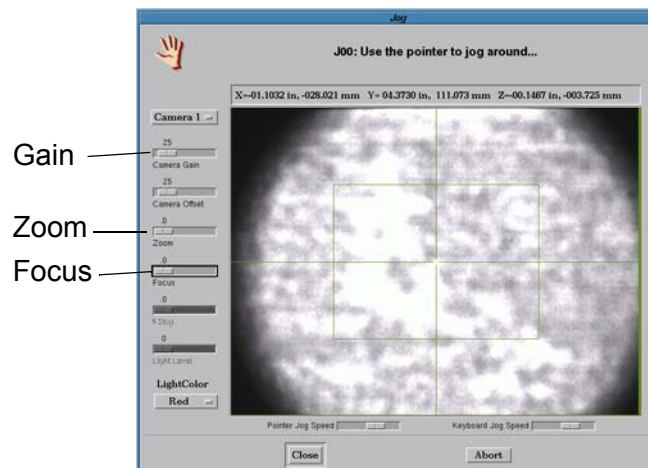 Jog
J00: Use the pointer to jog around...
X=-01.1032 in, -028.021 mm Y= 04.3730 in, 111.073 mm Z=-00.1467 in, -003.725 mm
Camera 1
Gain
25
Camera Gain
25
Camera Offset
Zoom
.0
Zoom
Focus
.0
Focus
.0
F-Stop
0
Light Level
LightColor
Red
Pointer Jog Speed
Keyboard Jog Speed
Close
Abort